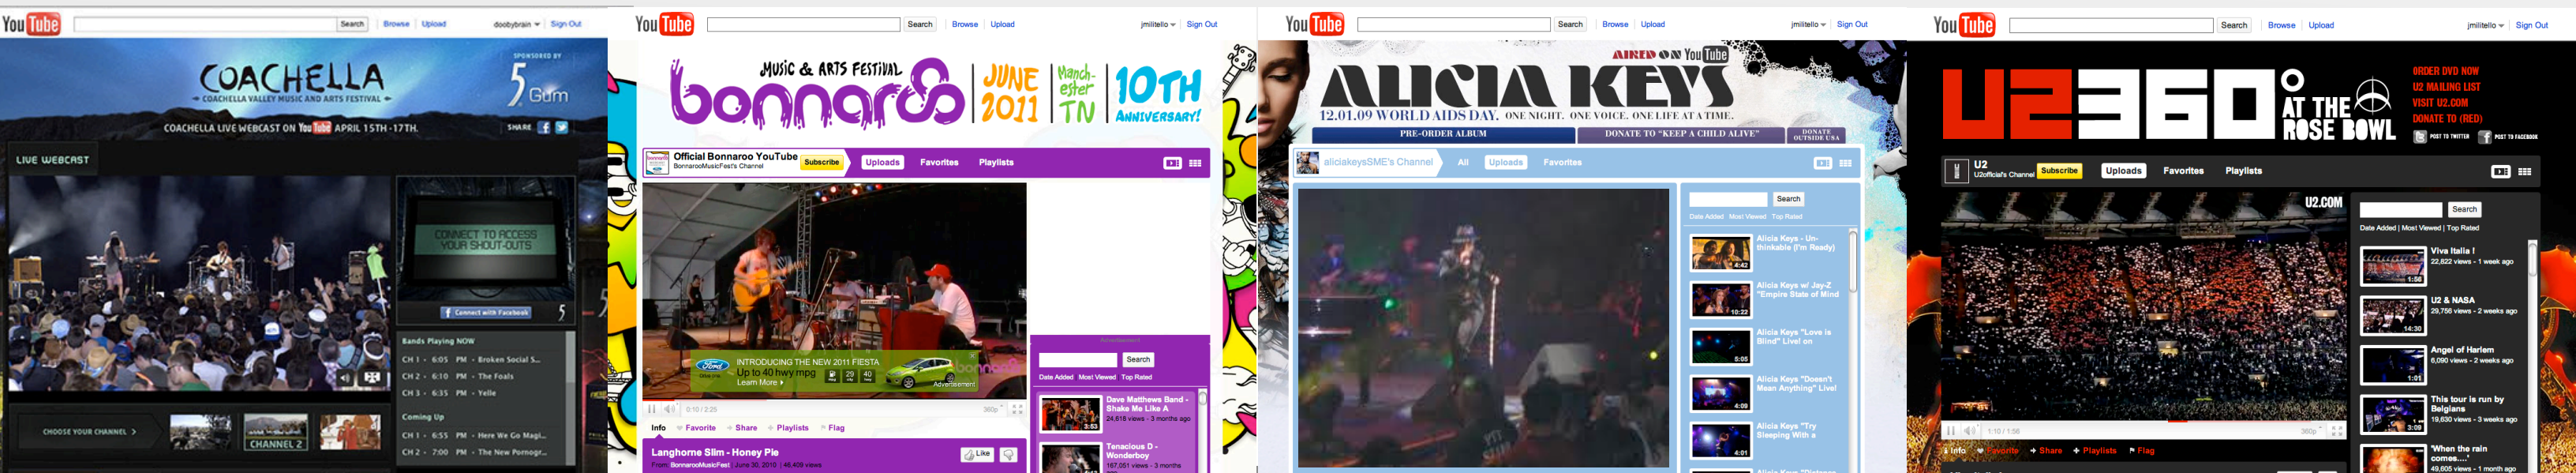 YouTube
Search
Browse
Upload
doobybrain
Sign Out
COACHELLA
COACHELLA VALLEY MUSIC AND ARTS FESTIVAL
SPONSORED BY
5 Gum
COACHELLA LIVE WEBCAST ON YouTube APRIL 15TH-17TH.
SHARE
LIVE WEBCAST
CONNECT TO ACCESS
YOUR SHOUT-OUTS
Connect with Facebook
5
Bands Playing NOW
CH 1 - 6:05 PM - Broken Social S...
CH 2 - 6:10 PM - The Foals
CH 3 - 6:35 PM - Yelle
Coming Up
CH 1 - 6:55 PM - Here We Go Magi...
CH 2 - 7:00 PM - The New Pornogr...
CHOOSE YOUR CHANNEL >
CHANNEL 2
YouTube
Search
Browse
Upload
jmilitello
Sign Out
MUSIC & ARTS FESTIVAL
bonnaroo
JUNE
2011
Manch-
ester
TN
10TH
ANNIVERSARY!
Official Bonnaroo YouTube
BonnarooMusicFest's Channel
Subscribe
Uploads
Favorites
Playlists
Ford
INTRODUCING THE NEW 2011 FIESTA
Up to 40 hwy mpg
29
40
Learn More
Advertisement
bonnaroo
0:10 / 2:25
360p
Info
Favorite
Share
Playlists
Flag
Langhorne Slim - Honey Pie
From: BonnarooMusicFest June 30, 2010 | 48,409 views
Like
Advertisement
Search
Date Added
Most Viewed
Top Rated
Dave Matthews Band -
Shake Me Like A
24,818 views - 3 months ago
3:53
Tenacious D -
Wonderboy
167,051 views - 3 months
YouTube
Search
Browse
Upload
jmilitello
Sign Out
AIRED ON YouTube
ALICIA KEYS
12.01.09 WORLD AIDS DAY. ONE NIGHT. ONE VOICE. ONE LIFE AT A TIME.
PRE-ORDER ALBUM
DONATE TO "KEEP A CHILD ALIVE"
DONATE
OUTSIDE USA
aliciakeysSME's Channel
All
Uploads
Favorites
Search
Date Added
Most Viewed
Top Rated
Alicia Keys - Un-
thinkable (I'm Ready)
4:42
Alicia Keys w/ Jay-Z
"Empire State of Mind
10:22
Alicia Keys "Love is
Blind" Live! on
5:05
Alicia Keys "Doesn't
Mean Anything" Live!
4:09
Alicia Keys "Try
Sleeping With a
4:01
YouTube
Search
Browse
Upload
jmilitello
Sign Out
U2360°
AT THE
ROSE BOWL
ORDER DVD NOW
U2 MAILING LIST
VISIT U2.COM
DONATE TO (RED)
POST TO TWITTER
POST TO FACEBOOK
U2
U2official's Channel
Subscribe
Uploads
Favorites
Playlists
U2.COM
1:10 / 1:56
360p
Info
Favorite
Share
Playlists
Flag
Search
Date Added | Most Viewed | Top Rated
Viva Italia !
22,822 views - 1 week ago
1:56
U2 & NASA
29,756 views - 2 weeks ago
14:30
Angel of Harlem
6,090 views - 2 weeks ago
1:01
This tour is run by
Belgians
19,630 views - 3 weeks ago
3:09
'When the rain
comes....'
49,605 views - 1 month ago